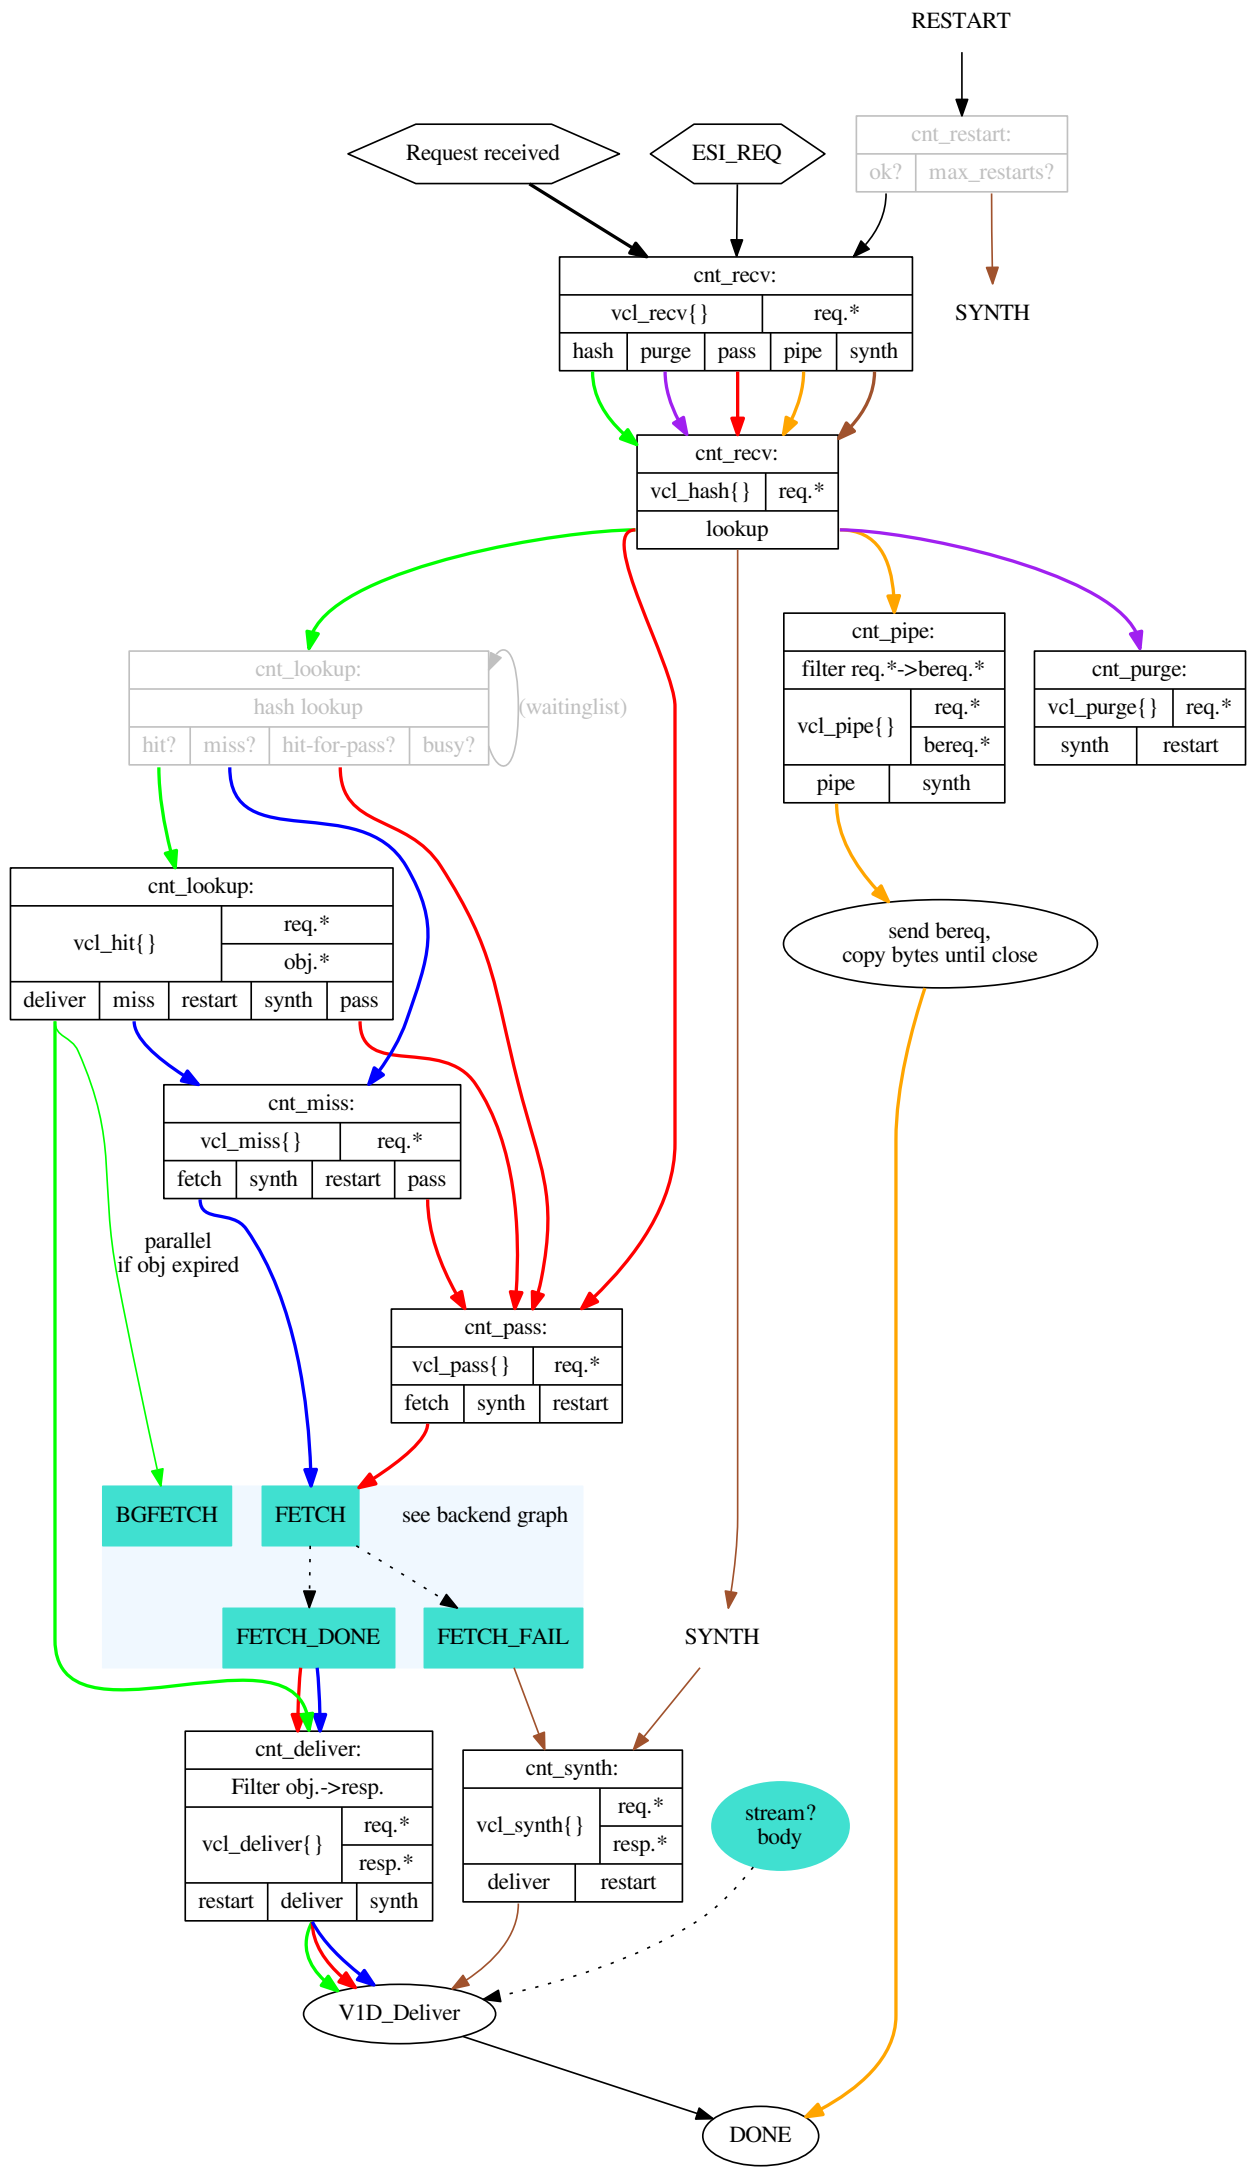 RESTART
cnt_restart:
ok?
max_restarts?
Request received
ESI_REQ
SYNTH
cnt_recv:
vcl_recv{}
req.*
hash
purge
pass
pipe
synth
cnt_recv:
vcl_hash{}
req.*
lookup
cnt_lookup:
hash lookup
hit?
miss?
hit-for-pass?
busy?
(waitinglist)
cnt_pipe:
filter req.*->bereq.*
vcl_pipe{}
req.*
bereq.*
pipe
synth
cnt_purge:
vcl_purge{}
req.*
synth
restart
cnt_lookup:
vcl_hit{}
req.*
obj.*
deliver
miss
restart
synth
pass
send bereq,
copy bytes until close
cnt_miss:
vcl_miss{}
req.*
fetch
synth
restart
pass
parallel
if obj expired
cnt_pass:
vcl_pass{}
req.*
fetch
synth
restart
BGFETCH
FETCH
see backend graph
FETCH_DONE
FETCH_FAIL
SYNTH
cnt_deliver:
Filter obj.->resp.
vcl_deliver{}
req.*
resp.*
restart
deliver
synth
cnt_synth:
vcl_synth{}
req.*
resp.*
deliver
restart
stream?
body
V1D_Deliver
DONE